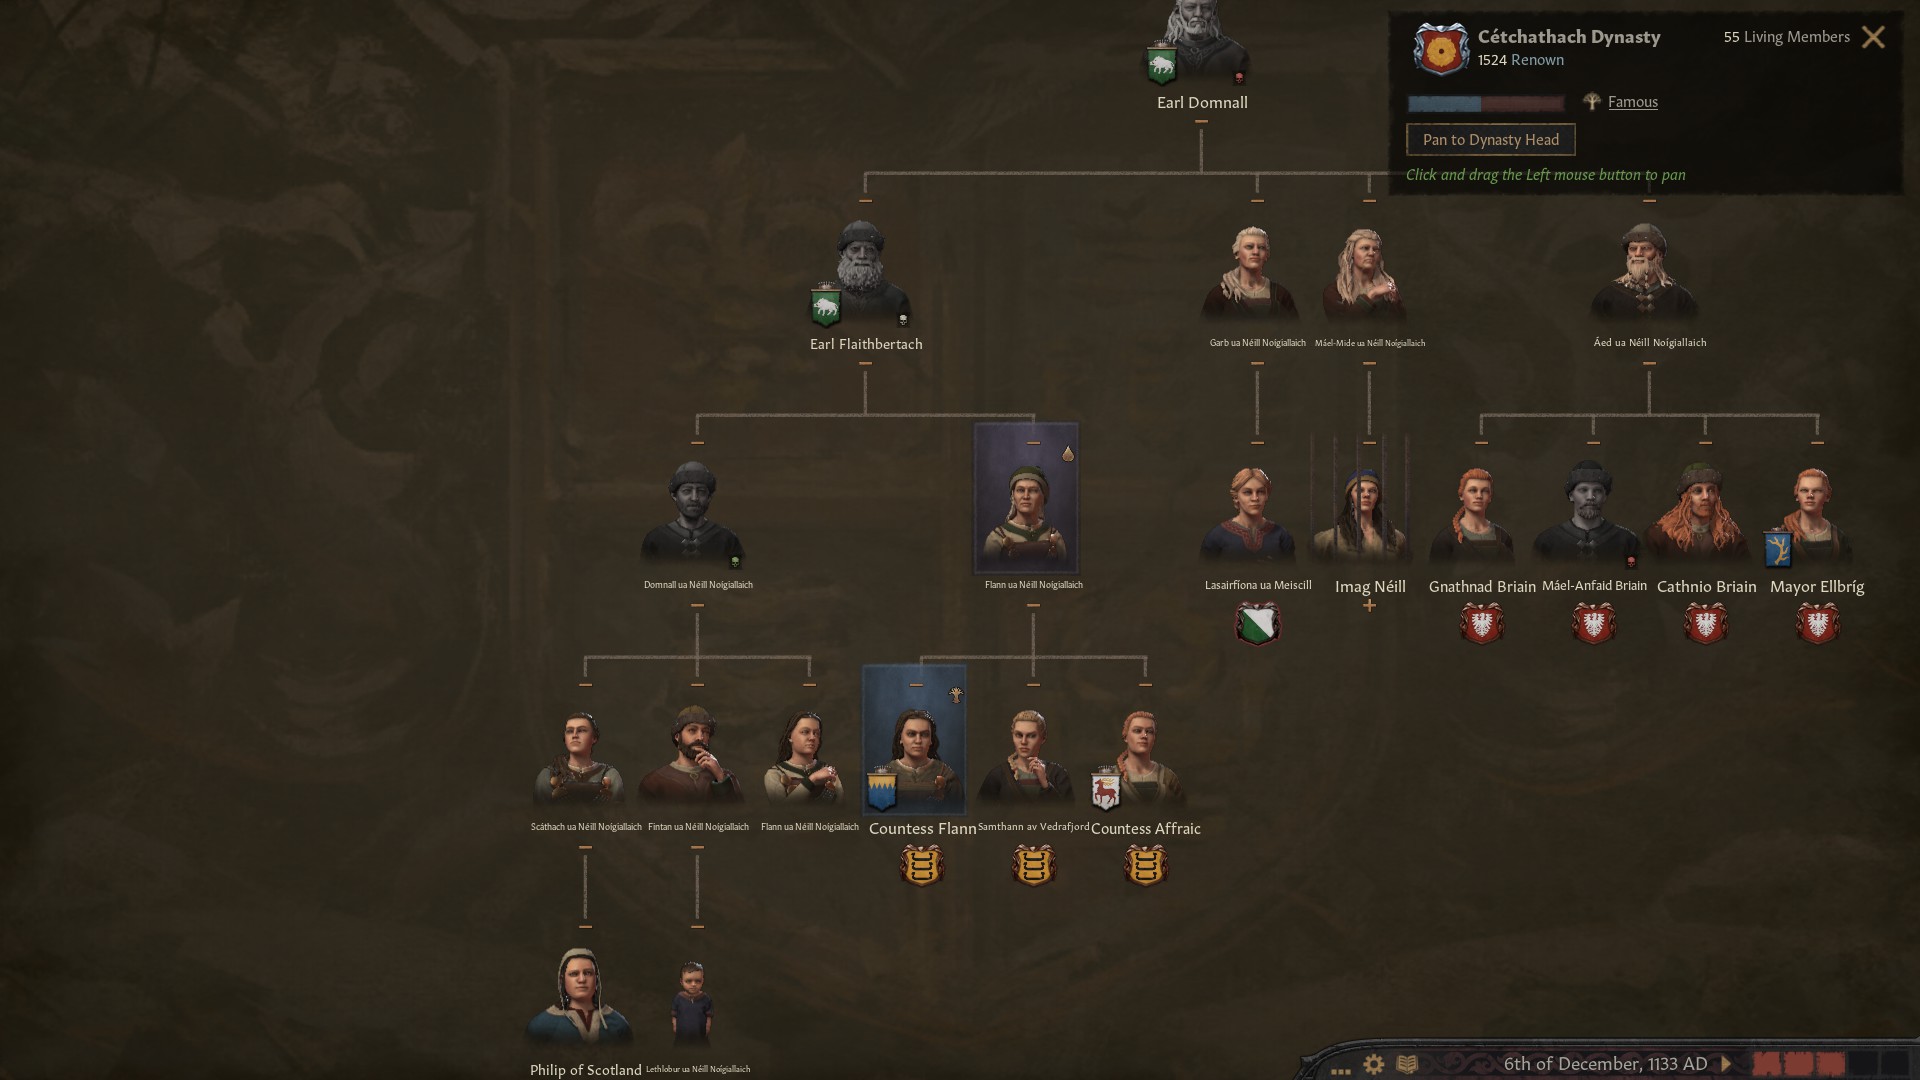 Cétchathach Dynasty
55 Living Members
1524 Renown
Famous
Pan to Dynasty Head
Click and drag the Left mouse button to pan
Earl Domnall
Earl Flaithbertach
Garb ua Néill Noígiallaich
Máel-Mide ua Néill Noígiallaich
Áed ua Néill Noígiallaich
Domnall ua Néill Noígiallaich
Flann ua Néill Noígiallaich
Lasairfíona ua Meiscill
Imag Néill
Gnathnad Briain
Máel-Anfaid Briain
Cathnio Briain
Mayor Ellbríg
Scáthach ua Néill Noígiallaich
Fintan ua Néill Noígiallaich
Flann ua Néill Noígiallaich
Countess Flann
Samthann av Vedrafjord
Countess Affraic
Philip of Scotland
Lethlobur ua Néill Noígiallaich
6th of December, 1133 AD